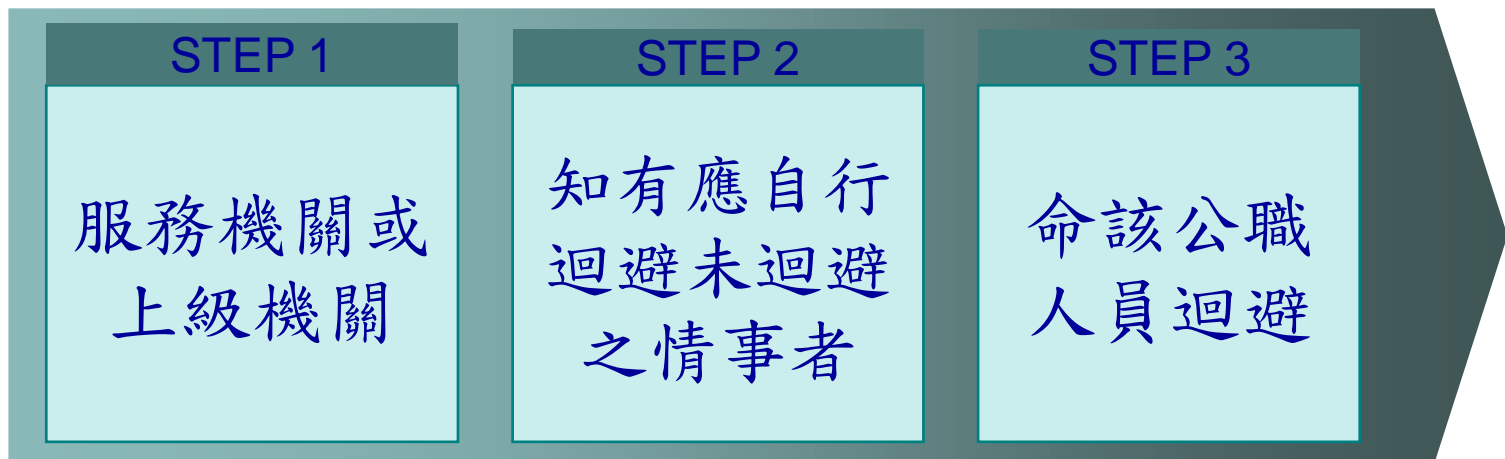 STEP 1
服務機關或
上級機關
STEP 2
知有應自行
迴避未迴避
之情事者
STEP 3
命該公職
人員迴避